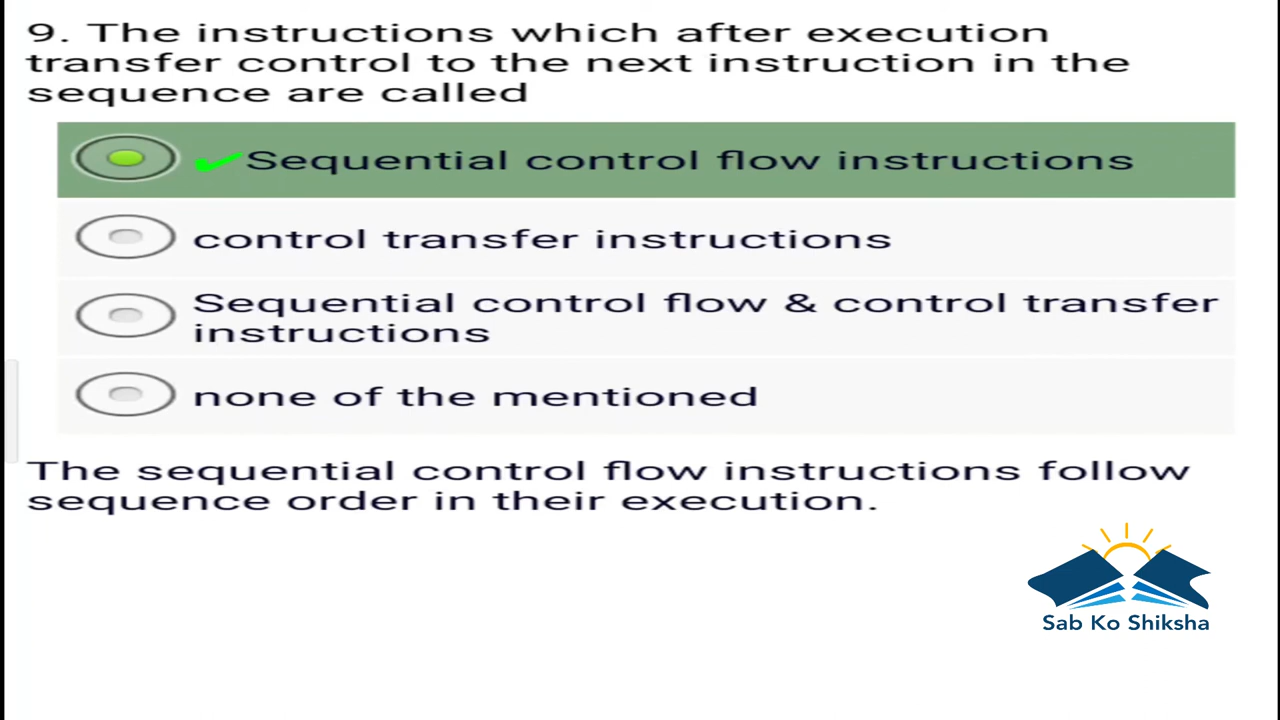 9. The instructions which after execution
transfer control to the next instruction in the
sequence are called
✔Sequential control flow instructions
control transfer instructions
Sequential control flow & control transfer
instructions
none of the mentioned
The sequential control flow instructions follow
sequence order in their execution.
Sab Ko Shiksha